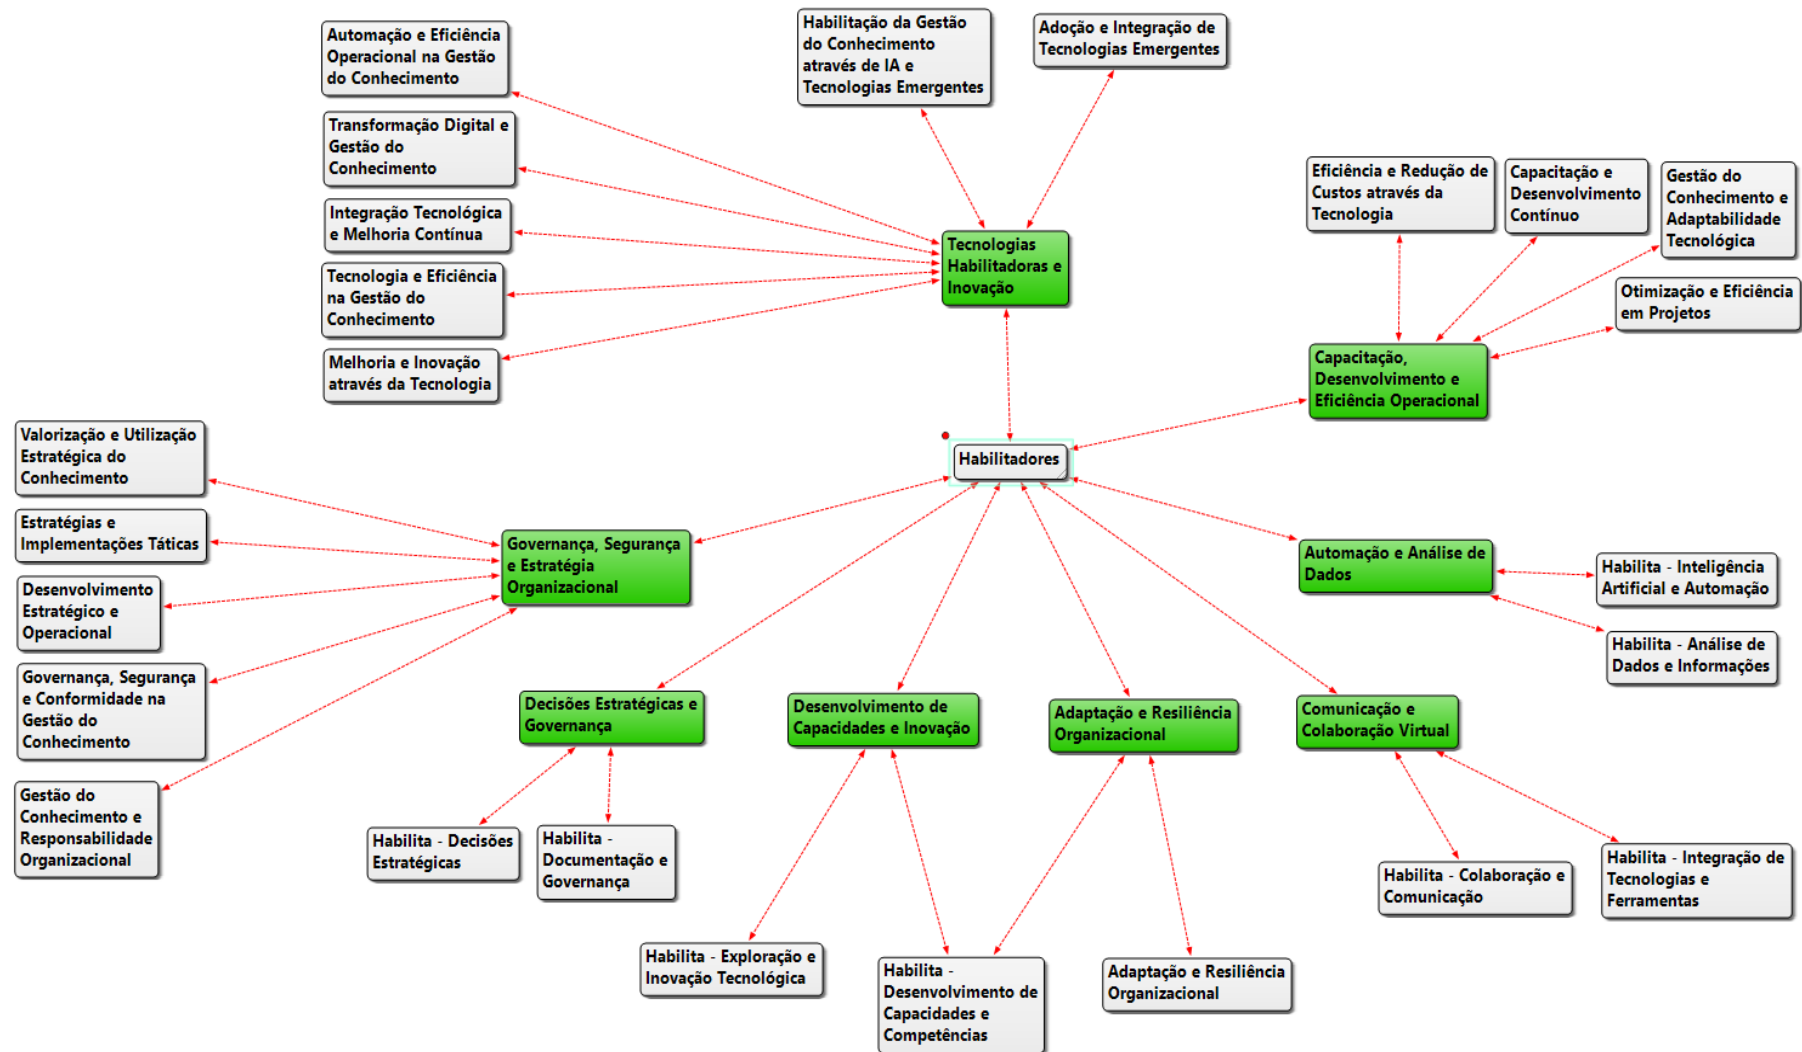 Automação e Eficiência
Operacional na Gestão
do Conhecimento
Habilitação da Gestão
do Conhecimento
através de IA e
Tecnologias Emergentes
Adoção e Integração de
Tecnologias Emergentes
Transformação Digital e
Gestão do
Conhecimento
Integração Tecnológica
e Melhoria Contínua
Tecnologia e Eficiência
na Gestão do
Conhecimento
Melhoria e Inovação
através da Tecnologia
Tecnologias
Habilitadoras e
Inovação
Eficiência e Redução de
Custos através da
Tecnologia
Capacitação e
Desenvolvimento
Contínuo
Gestão do
Conhecimento e
Adaptabilidade
Tecnológica
Otimização e Eficiência
em Projetos
Capacitação,
Desenvolvimento e
Eficiência Operacional
Habilitadores
Valorização e Utilização
Estratégica do
Conhecimento
Estratégias e
Implementações Táticas
Desenvolvimento
Estratégico e
Operacional
Governança, Segurança
e Conformidade na
Gestão do
Conhecimento
Gestão do
Conhecimento e
Responsabilidade
Organizacional
Governança, Segurança
e Estratégia
Organizacional
Automação e Análise de
Dados
Habilita - Inteligência
Artificial e Automação
Habilita - Análise de
Dados e Informações
Decisões Estratégicas e
Governança
Desenvolvimento de
Capacidades e Inovação
Adaptação e Resiliência
Organizacional
Comunicação e
Colaboração Virtual
Habilita - Decisões
Estratégicas
Habilita -
Documentação e
Governança
Habilita - Colaboração e
Comunicação
Habilita - Integração de
Tecnologias e
Ferramentas
Habilita - Exploração e
Inovação Tecnológica
Habilita -
Desenvolvimento de
Capacidades e
Competências
Adaptação e Resiliência
Organizacional